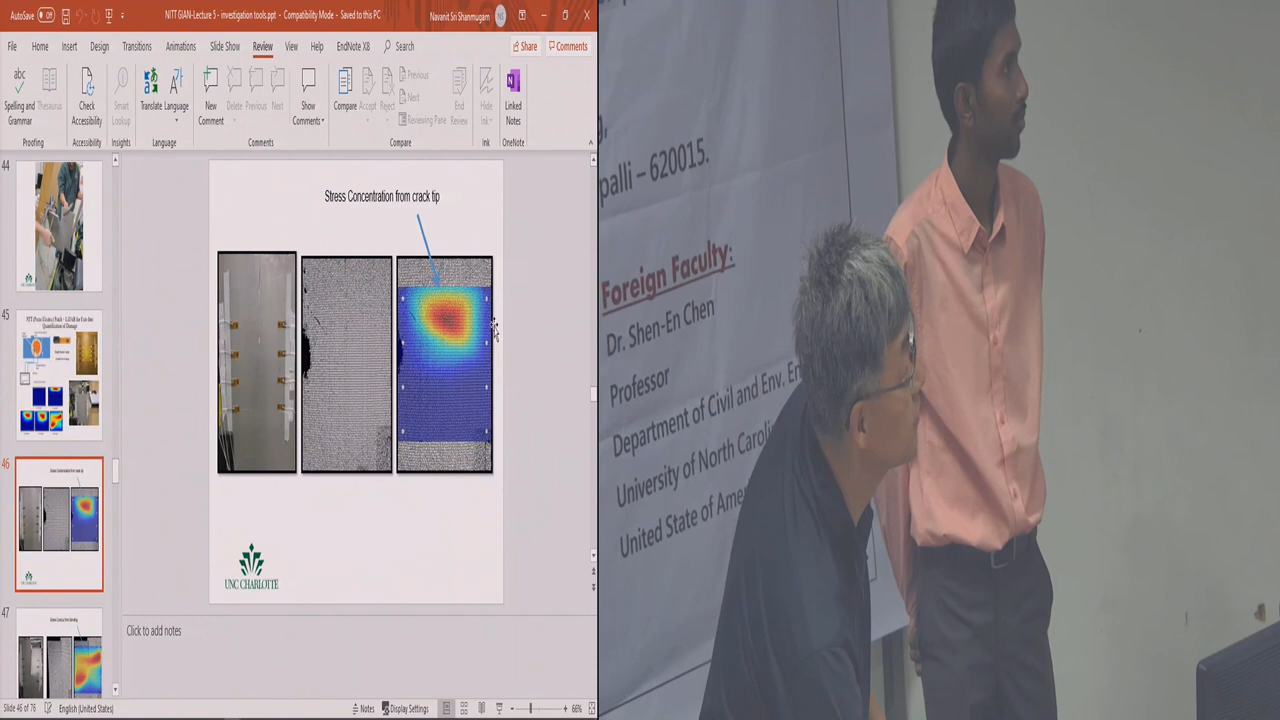 AutoSave Off
NITT GIAN-Lecture 5 - investigation tools.ppt - Compatibility Mode - Saved to this PC
Navanit Sri Shanmugam
NS
File Home Insert Design Transitions Animations Slide Show Review View Help EndNote X8 Search
Share Comments
abc
Spelling and Grammar
Thesaurus
Check Accessibility
Smart Lookup
Translate
Language
New Comment
Delete
Previous
Next
Show Comments
Compare
Accept
Reject
Previous
Next
Reviewing Pane
End Review
Hide Ink
Linked Notes
Proofing Accessibility Insights Language Comments Compare Ink OneNote
44
45
46
47
Stress Concentration from crack tip
UNC CHARLOTTE
Click to add notes
Slide 46 of 76
English (United States)
Notes
Display Settings
66%
palli – 620015.
Foreign Faculty:
Dr. Shen-En Chen
Professor
Department of Civil and Env. En
University of North Carolin
United State of Ame